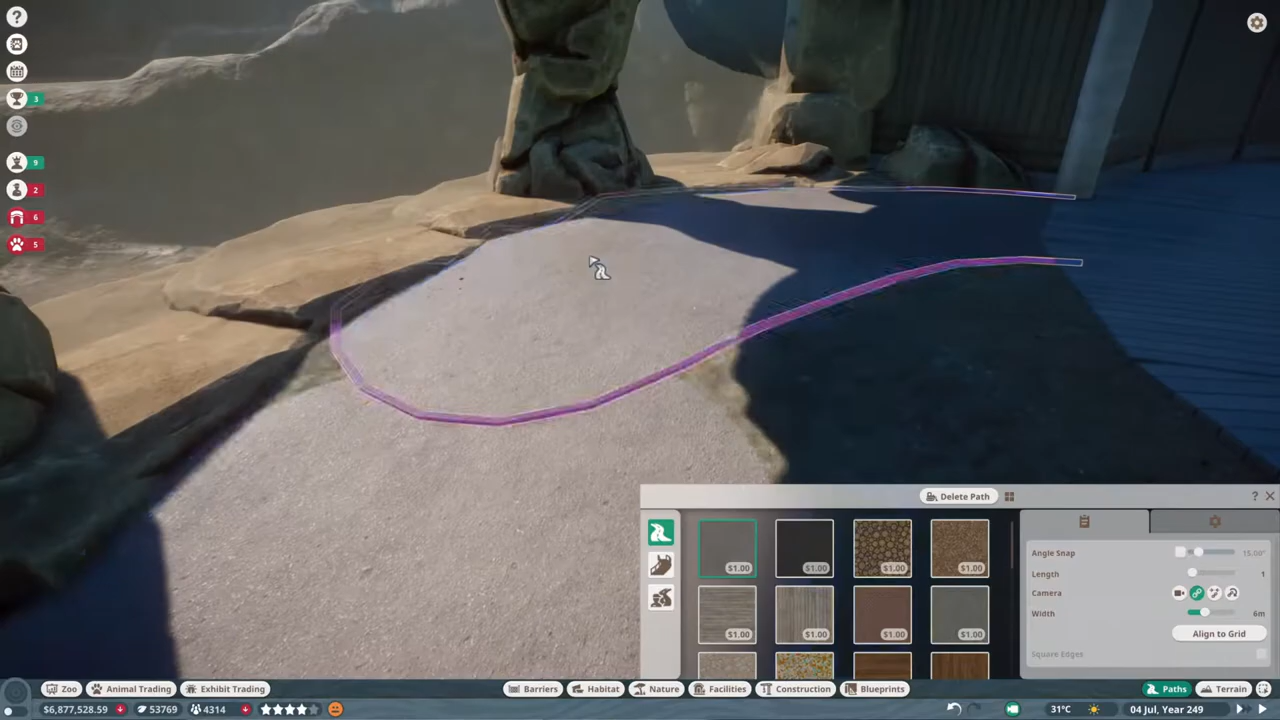 ?
3
9
2
6
5
Delete Path
? ×
$1.00 $1.00 $1.00 $1.00
$1.00 $1.00 $1.00 $1.00
Angle Snap 15.00°
Length 1
Camera
Width 6m
Align to Grid
Square Edges
Zoo Animal Trading Exhibit Trading Barriers Habitat Nature Facilities Construction Blueprints Paths Terrain
$6,877,528.59 53769 4314 31°C 04 Jul, Year 249